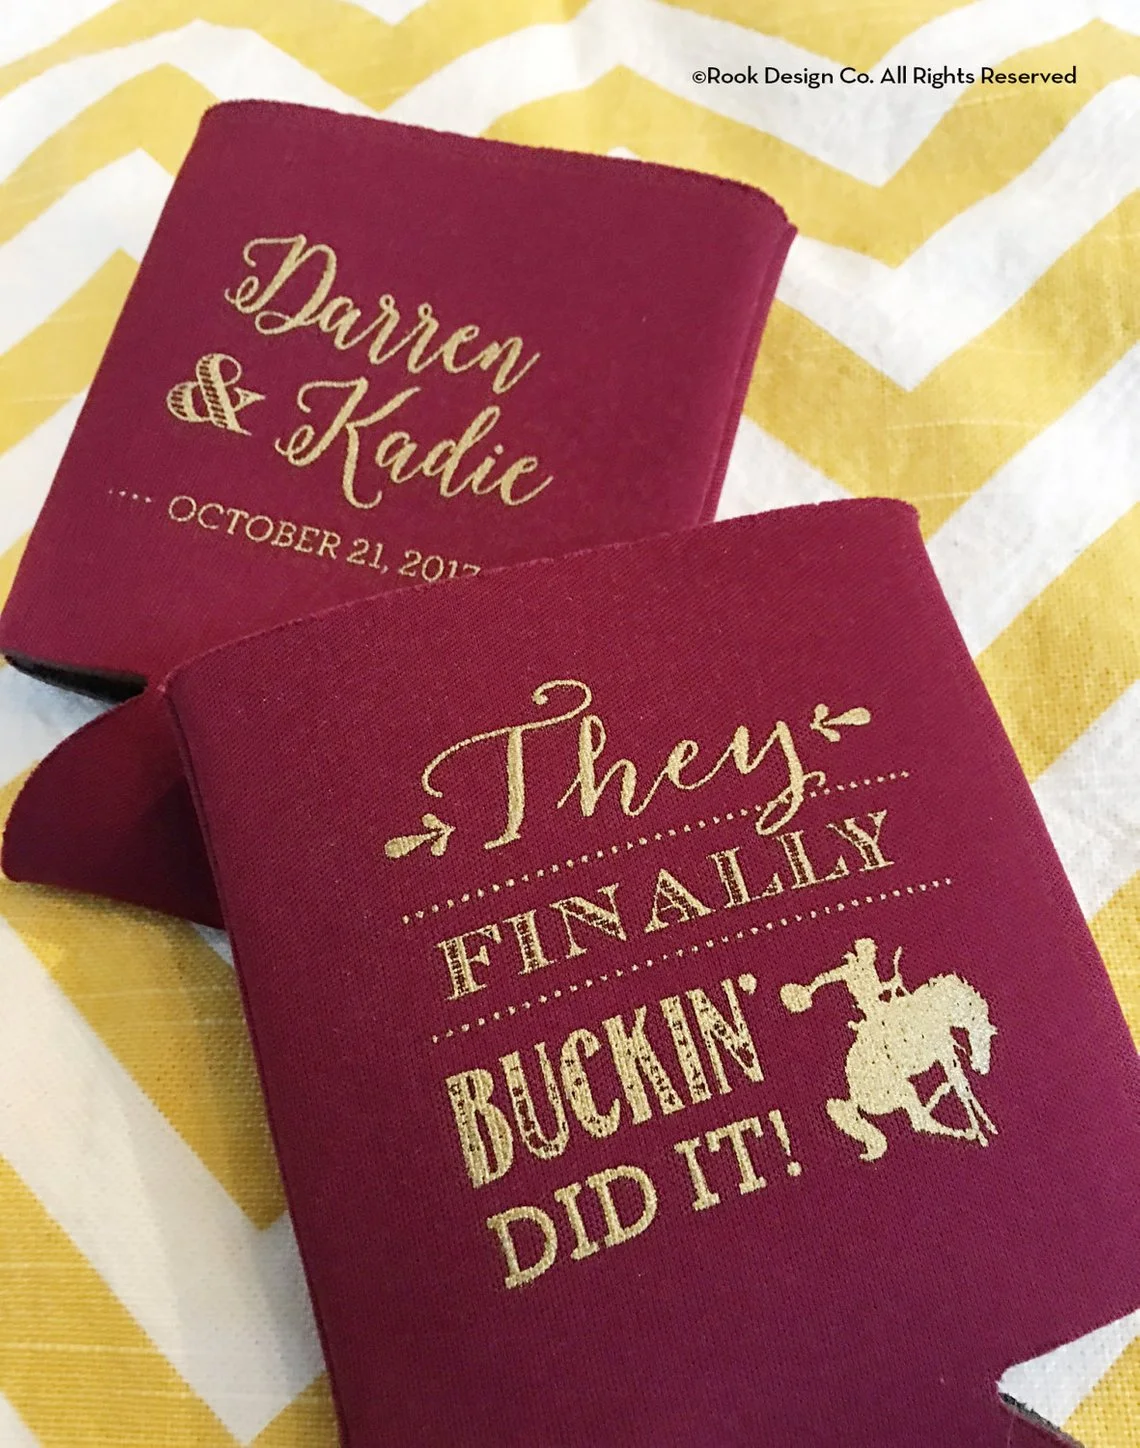 ©Rook Design Co. All Rights Reserved
Darren
& Kadie
OCTOBER 21, 2017
They
FINALLY
BUCKIN'
DID IT!